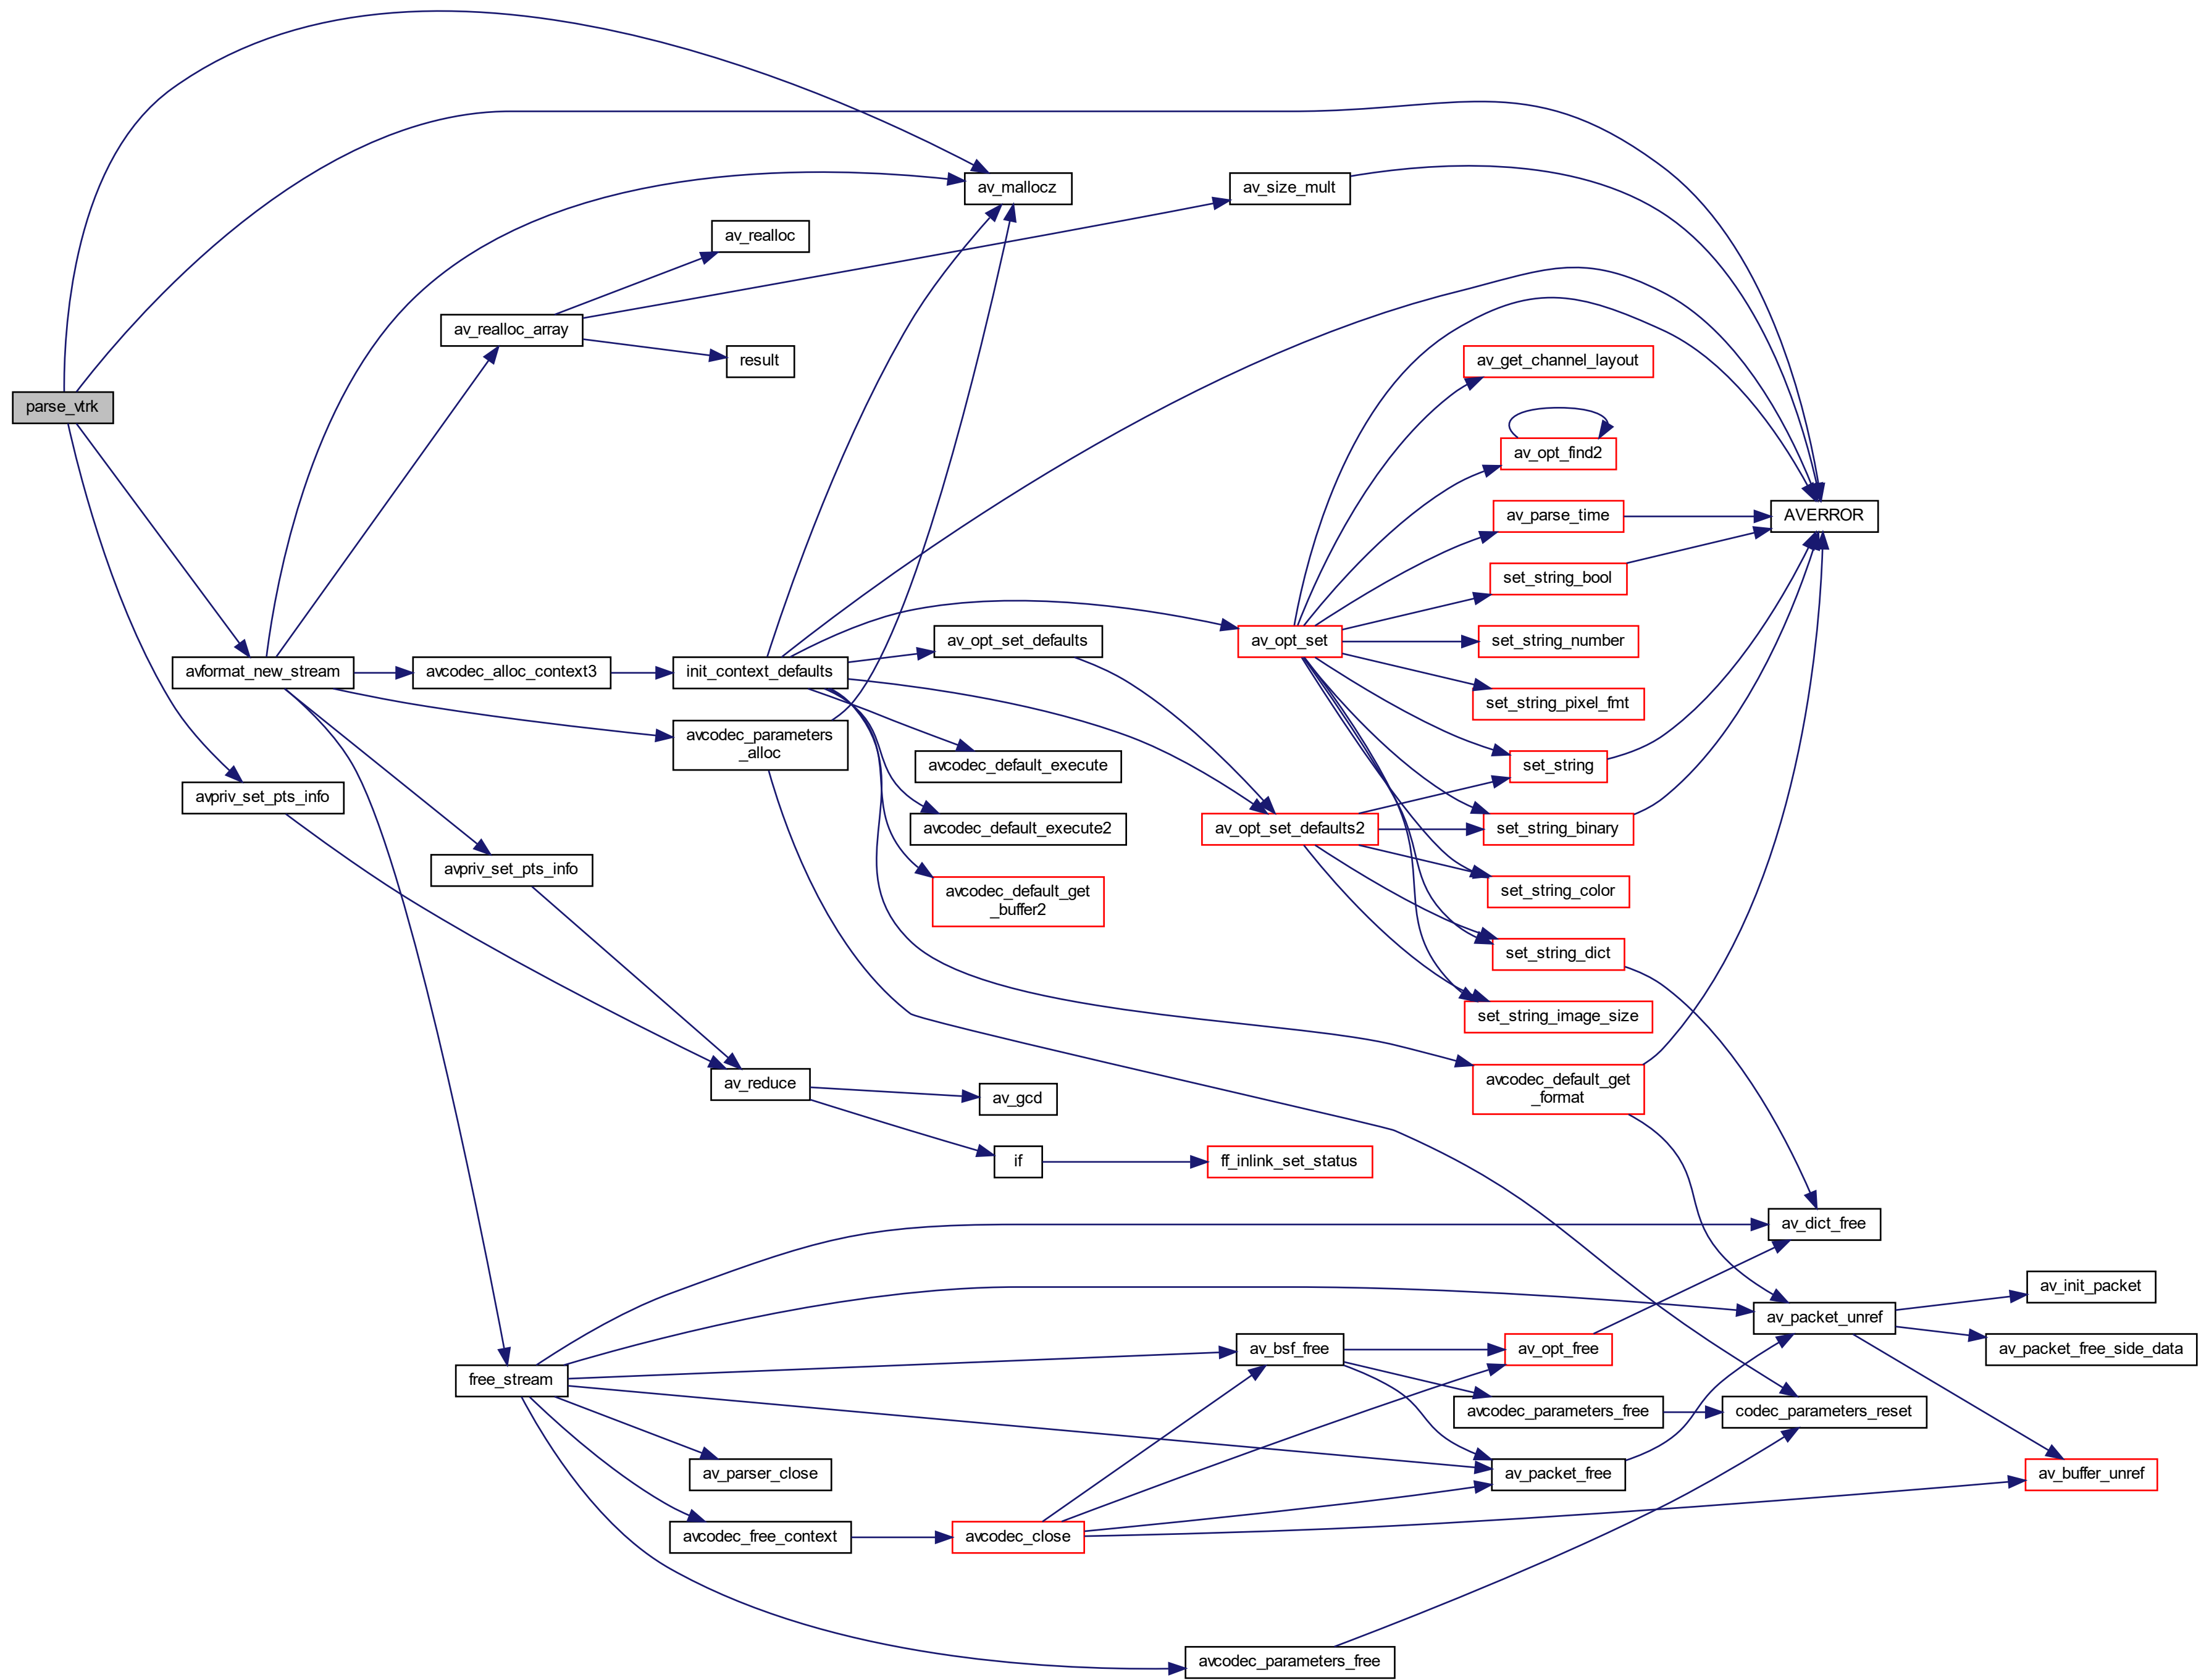 av_mallocz
av_size_mult
av_realloc
av_realloc_array
result
av_get_channel_layout
parse_vtrk
av_opt_find2
av_parse_time
AVERROR
set_string_bool
av_opt_set
set_string_number
av_opt_set_defaults
avformat_new_stream
avcodec_alloc_context3
init_context_defaults
set_string_pixel_fmt
avcodec_parameters
_alloc
avcodec_default_execute
set_string
avpriv_set_pts_info
avcodec_default_execute2
av_opt_set_defaults2
set_string_binary
avpriv_set_pts_info
avcodec_default_get
_buffer2
set_string_color
set_string_dict
set_string_image_size
av_reduce
av_gcd
avcodec_default_get
_format
if
ff_inlink_set_status
av_dict_free
av_init_packet
av_packet_unref
av_packet_free_side_data
av_bsf_free
av_opt_free
free_stream
avcodec_parameters_free
codec_parameters_reset
av_parser_close
av_packet_free
av_buffer_unref
avcodec_free_context
avcodec_close
avcodec_parameters_free